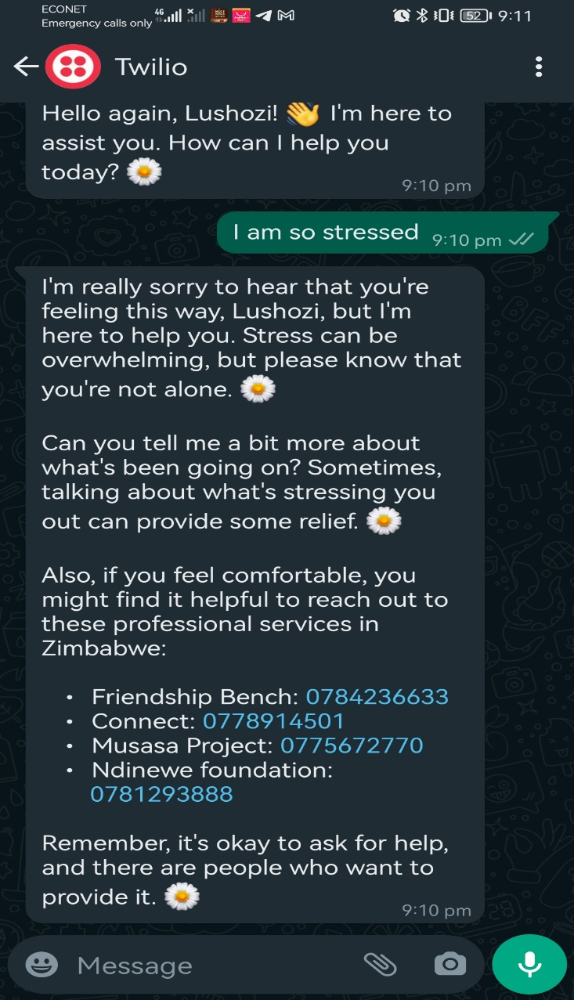 ECONET
Emergency calls only 4G 52 9:11
Twilio
Hello again, Lushozi! 👋 I'm here to
assist you. How can I help you
today? 🌼
9:10 pm
I am so stressed 9:10 pm
I'm really sorry to hear that you're
feeling this way, Lushozi, but I'm
here to help you. Stress can be
overwhelming, but please know that
you're not alone. 🌼
Can you tell me a bit more about
what's been going on? Sometimes,
talking about what's stressing you
out can provide some relief. 🌼
Also, if you feel comfortable, you
might find it helpful to reach out to
these professional services in
Zimbabwe:
• Friendship Bench: 0784236633
• Connect: 0778914501
• Musasa Project: 0775672770
• Ndinewe foundation:
0781293888
Remember, it's okay to ask for help,
and there are people who want to
provide it. 🌼
9:10 pm
Message